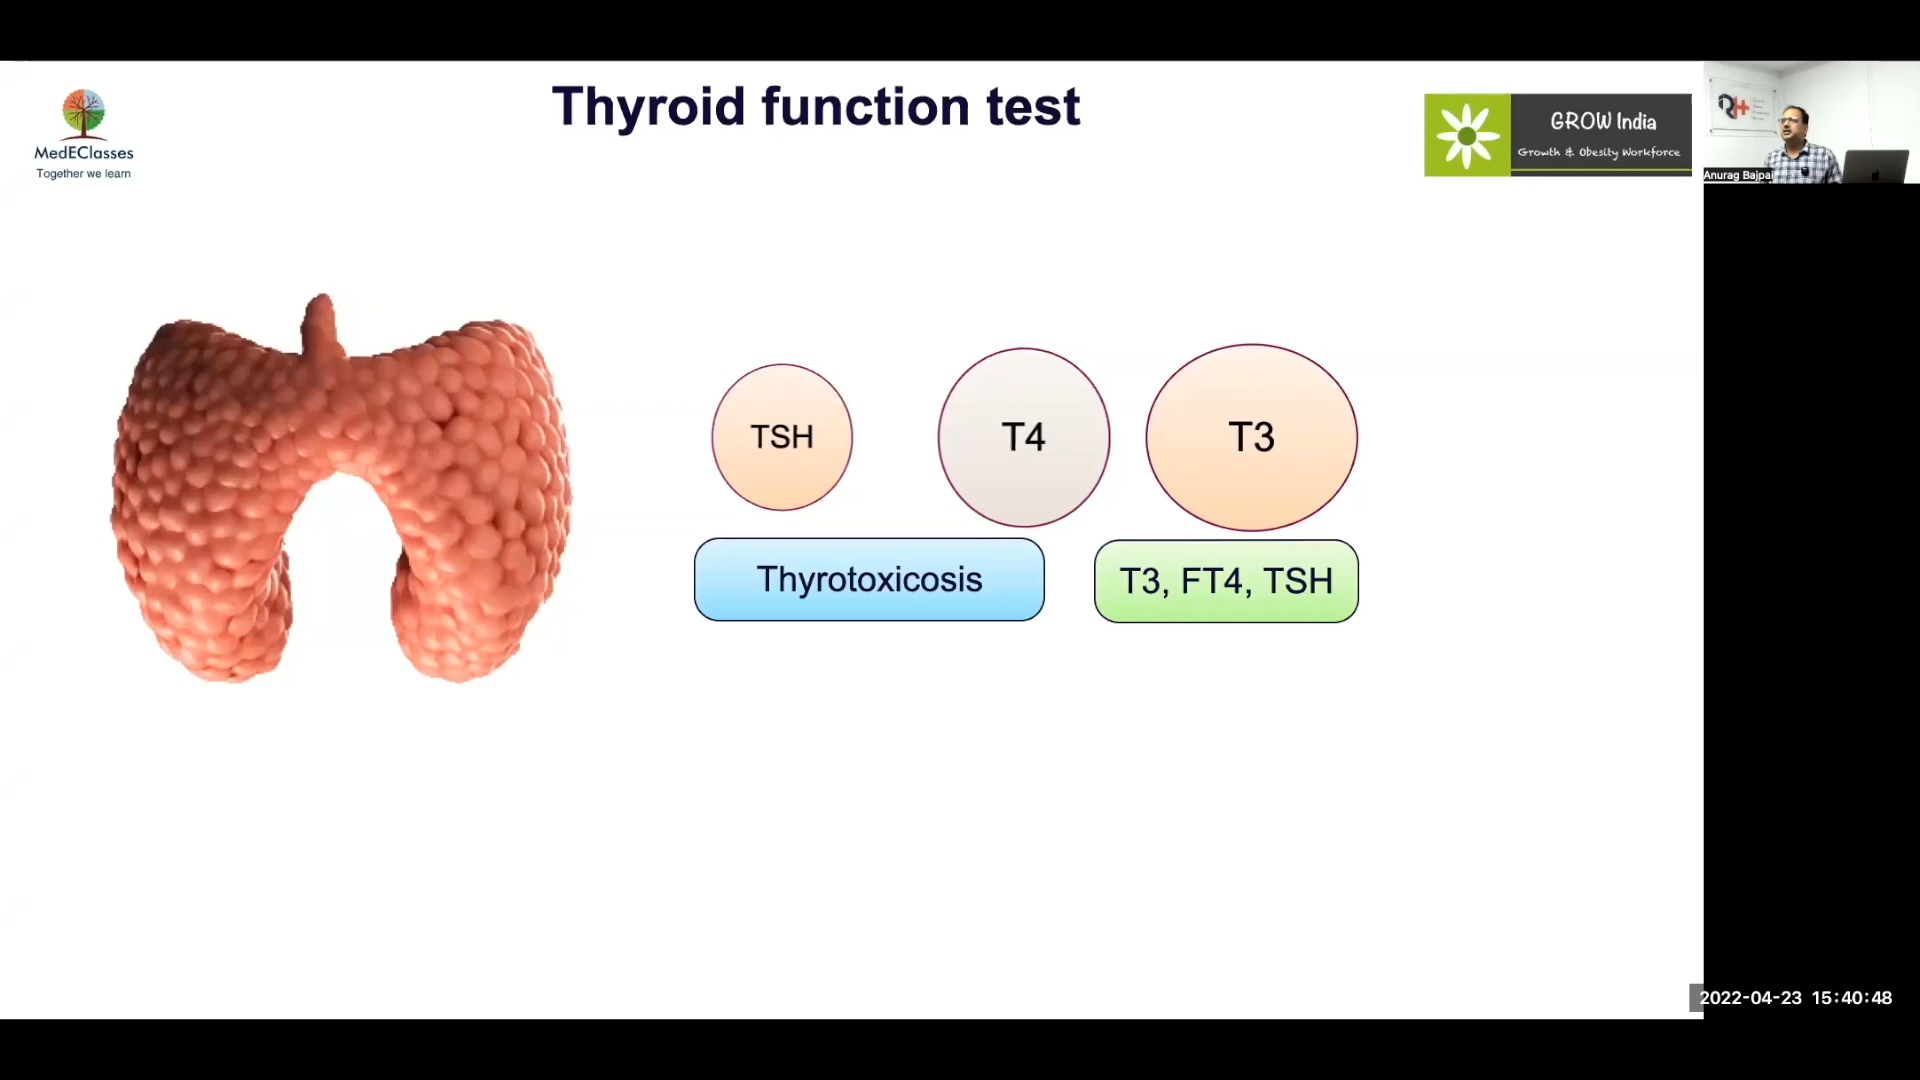 Thyroid function test
MedEClasses
Together we learn
GROW India
Growth & Obesity Workforce
Anurag Bajpai
TSH
T4
T3
Thyrotoxicosis
T3, FT4, TSH
2022-04-23 15:40:48